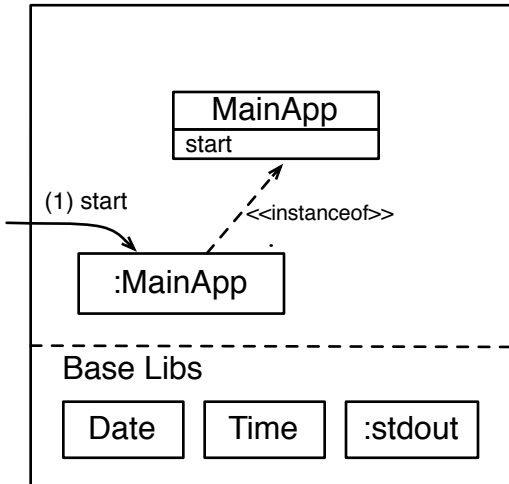 MainApp
start
(1) start
<<instanceof>>
:MainApp
Base Libs
Date
Time
:stdout